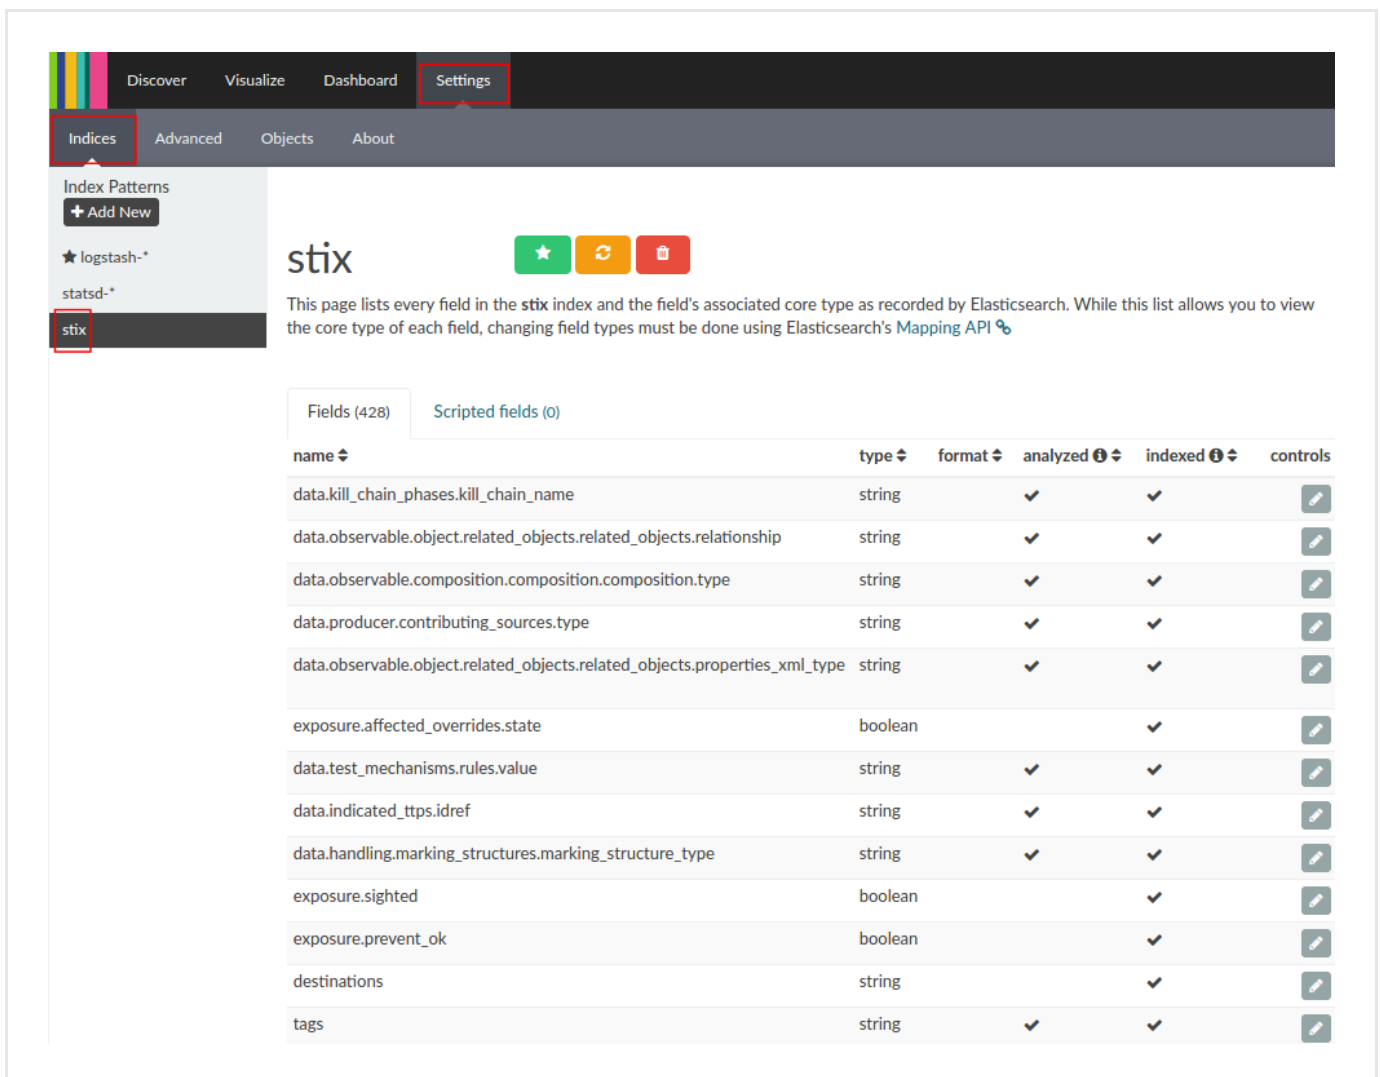 Discover Visualize Dashboard Settings
Indices Advanced Objects About
Index Patterns
Add New
logstash-*
statsd-*
stix
stix
This page lists every field in the stix index and the field's associated core type as recorded by Elasticsearch. While this list allows you to view
the core type of each field, changing field types must be done using Elasticsearch's Mapping API
Fields (428) Scripted fields (0)
name type format analyzed indexed controls
data.kill_chain_phases.kill_chain_name string
data.observable.object.related_objects.related_objects.relationship string
data.observable.composition.composition.composition.type string
data.producer.contributing_sources.type string
data.observable.object.related_objects.related_objects.properties_xml_type string
exposure.affected_overrides.state boolean
data.test_mechanisms.rules.value string
data.indicated_ttps.idref string
data.handling.marking_structures.marking_structure_type string
exposure.sighted boolean
exposure.prevent_ok boolean
destinations string
tags string